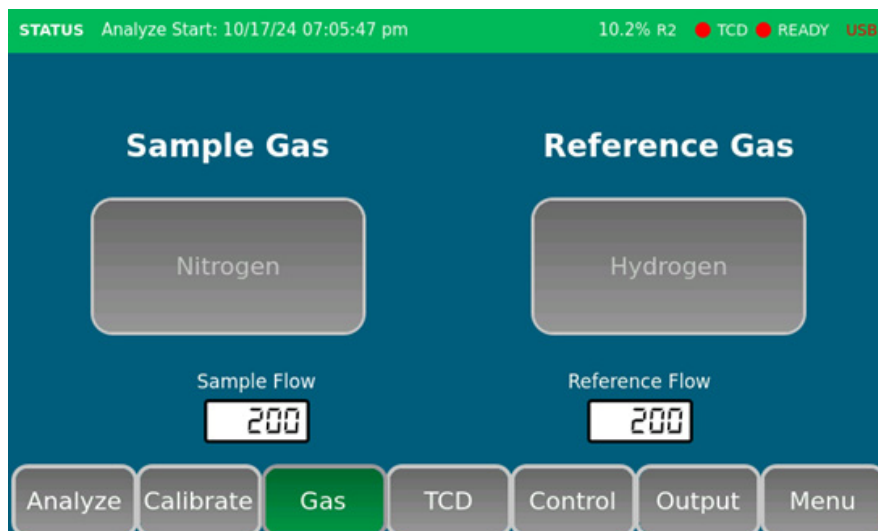 STATUS Analyze Start: 10/17/24 07:05:47 pm 10.2% R2 TCD READY USB
Sample Gas Reference Gas
Nitrogen Hydrogen
Sample Flow Reference Flow
200 200
Analyze Calibrate Gas TCD Control Output Menu